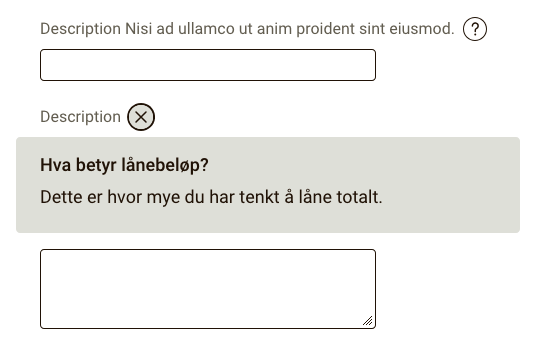 Description Nisi ad ullamco ut anim proident sint eiusmod. ?
Description
Hva betyr lånebeløp?
Dette er hvor mye du har tenkt å låne totalt.